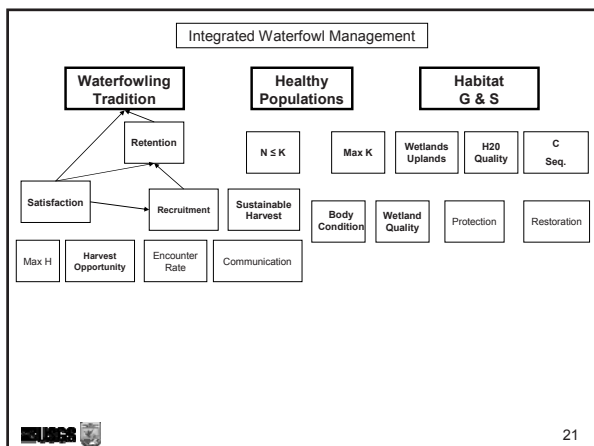 Integrated Waterfowl Management
Waterfowling
Tradition
Healthy
Populations
Habitat
G & S
Retention
N ≤ K
Max K
Wetlands
Uplands
H20
Quality
C
Seq.
Satisfaction
Recruitment
Sustainable
Harvest
Body
Condition
Wetland
Quality
Protection
Restoration
Max H
Harvest
Opportunity
Encounter
Rate
Communication
USGS
21